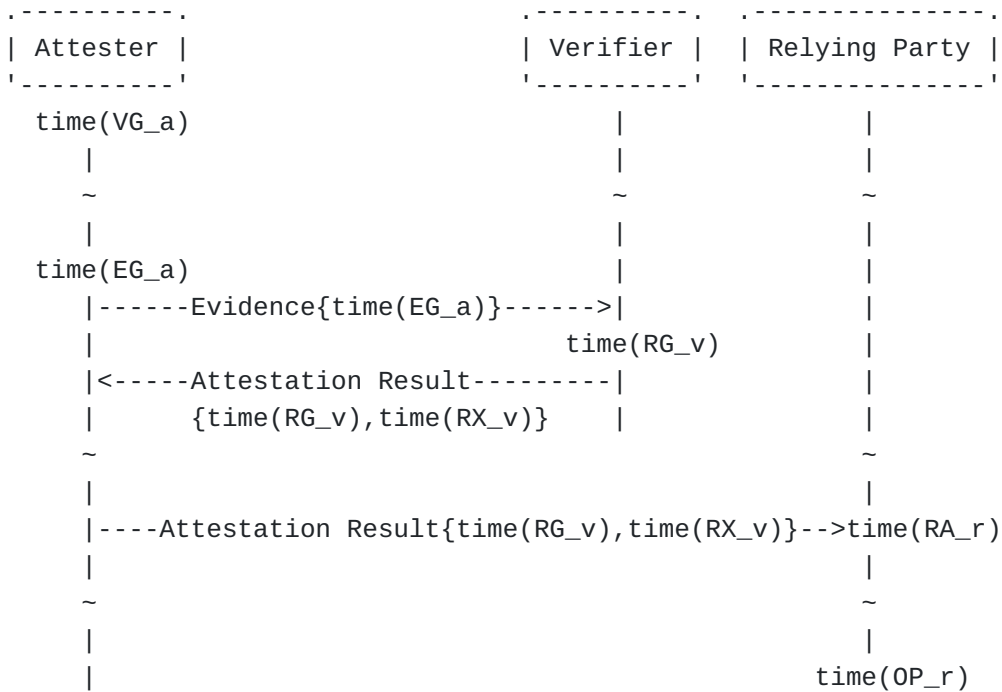 .----------.                     .----------.  .---------------.
| Attester |                     | Verifier |  | Relying Party |
'----------'                     '----------'  '---------------'
  time(VG_a)                           |               |
     |                                 |               |
     ~                                 ~               ~
     |                                 |               |
  time(EG_a)                           |               |
     |------Evidence{time(EG_a)}------>|               |
     |                              time(RG_v)         |
     |<-----Attestation Result---------|               |
     |      {time(RG_v),time(RX_v)}    |               |
     ~                                                 ~
     |                                                 |
     |----Attestation Result{time(RG_v),time(RX_v)}-->time(RA_r)
     |                                                 |
     ~                                                 ~
     |                                                 |
     |                                              time(OP_r)